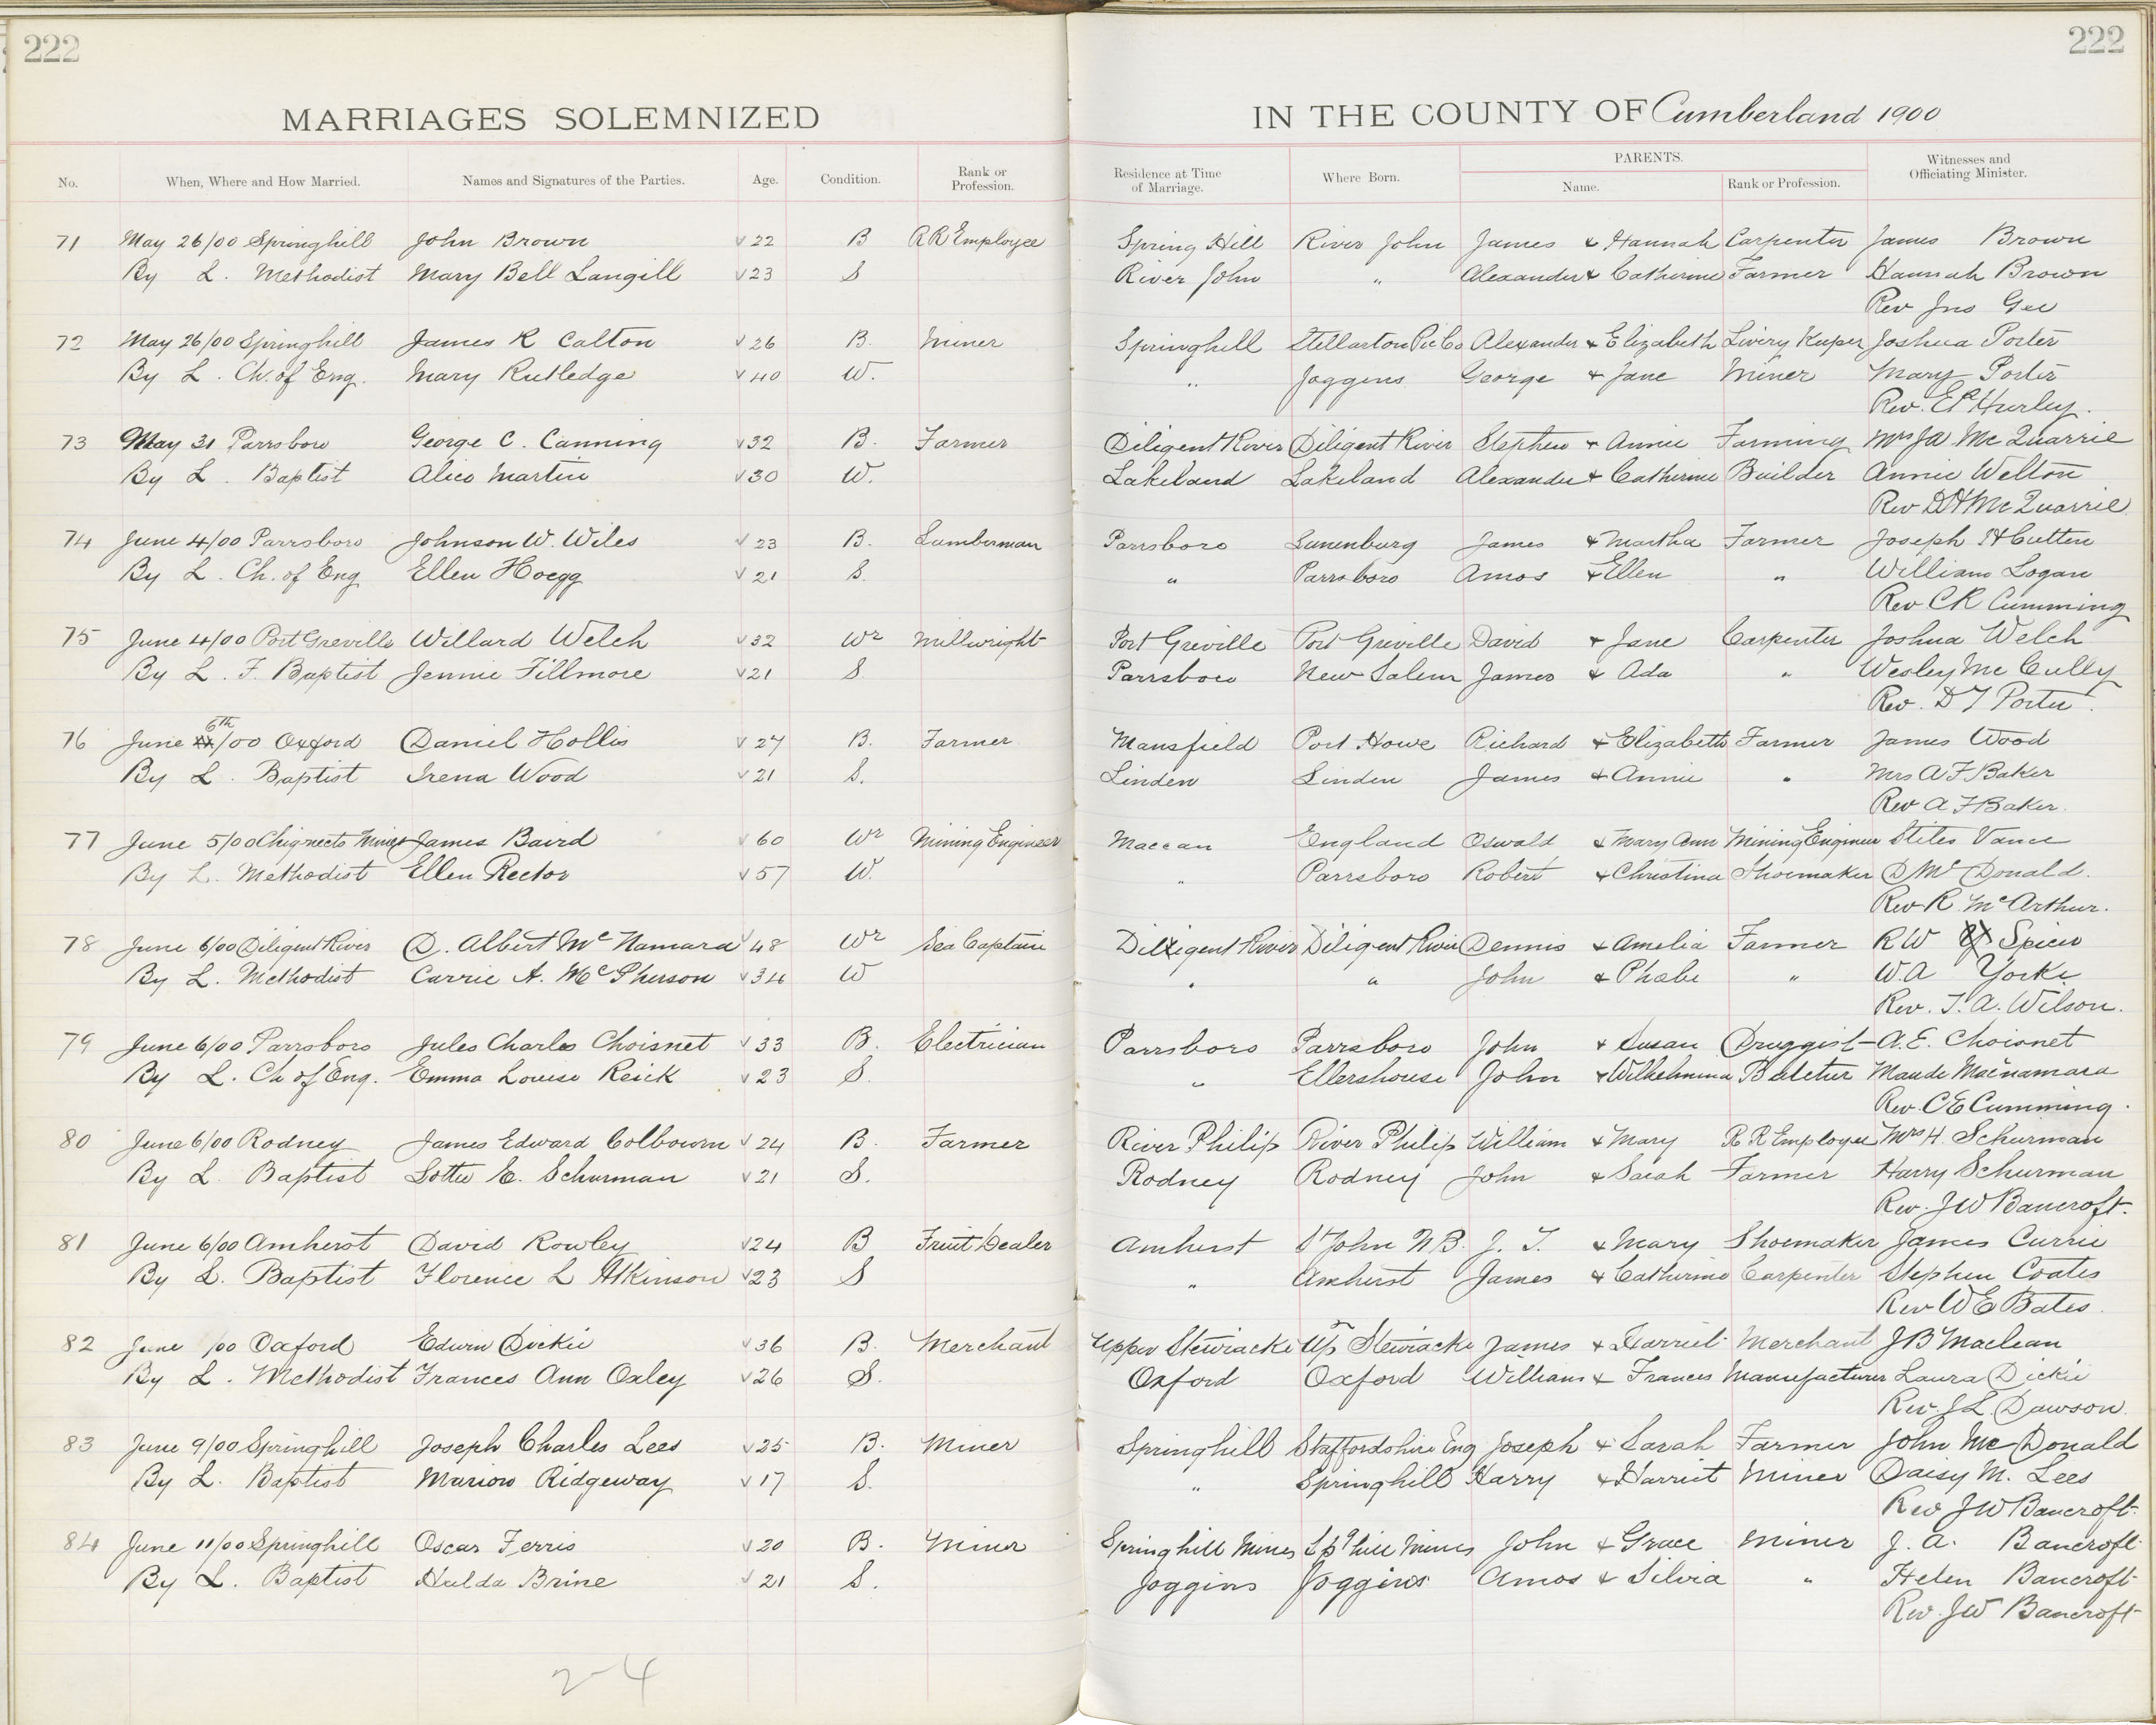 222
222
MARRIAGES SOLEMNIZED IN THE COUNTY OF Cumberland 1900
No. When, Where and How Married. Names and Signatures of the Parties. Age. Condition. Rank or Profession. Residence at Time of Marriage. Where Born. PARENTS. Name. Rank or Profession. Witnesses and Officiating Minister.
71 May 26/00 Springhill John Brown 22 B RR Employee Spring Hill River John James & Hannah Carpenter James Brown
By L. Methodist Mary Bell Langill 23 S River John " Alexander & Catherine Farmer Hannah Brown
Rev Jno Gee
72 May 26/00 Springhill James R Calton 26 B. Miner Springhill Stellarton Pic Co Alexander & Elizabeth Livery Keeper Joshua Porter
By L. Ch. of Eng. Mary Rutledge 40 W. " Joggins George & Jane Miner Mary Porter
Rev. EP Hurley.
73 May 31 Parrsboro George C. Canning 32 B. Farmer Diligent River Diligent River Stephen & Annie Farming Mrs JD McQuarrie
By L. Baptist Alice Martin 30 W. Lakeland Lakeland Alexander & Catherine Builder Annie Welton
Rev DH McQuarrie
74 June 4/00 Parrsboro Johnson W. Wiles 23 B. Lumberman Parrsboro Lunenburg James & Martha Farmer Joseph H Cutten
By L. Ch. of Eng Ellen Hoegg 21 S. " Parrsboro Amos & Ellen " William Logan
Rev CR Cumming
75 June 4/00 Port Greville Willard Welch 32 Wr Millwright Port Greville Port Greville David & Jane Carpenter Joshua Welch
By L. F. Baptist Jennie Fillmore 21 S Parrsboro New Salem James & Ada " Wesley McCully
Rev. D T Porter.
76 June 6th/00 Oxford Daniel Hollis 27 B. Farmer Mansfield Port Howe Richard & Elizabeth Farmer James Wood
By L. Baptist Irena Wood 21 S. Linden Linden James & Annie " Mrs A F Baker
Rev A F Baker.
77 June 5/00 Chignecto Mines James Baird 60 Wr Mining Engineer Maccan England Oswald & Mary Ann Mining Engineer Stiles Vance
By L. Methodist Ellen Rector 57 W. " Parrsboro Robert & Christina Shoemaker D McDonald.
Rev R. McArthur.
78 June 6/00 Diligent River D. Albert McNamara 48 Wr Sea Captain Diligent River Diligent River Dennis & Amelia Farmer RW Spicer
By L. Methodist Carrie A. McPherson 34 W " " John & Phœbe " W.A Yorke
Rev. T. A. Wilson.
79 June 6/00 Parrsboro Jules Charles Choisnet 33 B. Electrician Parrsboro Parrsboro John & Susan Druggist A.E. Choisnet
By L. Ch of Eng. Emma Louise Reick 23 S. " Ellershouse John & Wilhelmina Butcher Maude Macnamara
Rev. CE Cumming.
80 June 6/00 Rodney James Edward Colbourn 24 B. Farmer River Philip River Philip William & Mary R R Employee Mrs H. Schurman
By L. Baptist Lottie E. Schurman 21 S. Rodney Rodney John & Sarah Farmer Harry Schurman
Rev. JW Bancroft.
81 June 6/00 Amherst David Rowley 24 B Fruit Dealer Amherst St John N B. J. T. & Mary Shoemaker James Currie
By L. Baptist Florence L Atkinson 23 S " Amherst James & Catherine Carpenter Stephen Coates
Rev W E Bates.
82 June /00 Oxford Edwin Dickie 36 B. Merchant Upper Stewiacke Up Stewiacke James & Harriet Merchant J B Maclean
By L. Methodist Frances Ann Oxley 26 S. Oxford Oxford William & Frances Manufacturer Laura Dickie
Rev. J L Dawson
83 June 9/00 Springhill Joseph Charles Lees 25 B. Miner Springhill Staffordshire Eng Joseph & Sarah Farmer John McDonald
By L. Baptist Marion Ridgeway 17 S. " Springhill Harry & Harriet Miner Daisy M. Lees
Rev JW Bancroft.
84 June 11/00 Springhill Oscar Ferris 20 B. Miner Springhill Mines Sp'hill Mines John & Grace Miner J. A. Bancroft
By L. Baptist Hulda Brine 21 S. Joggins Joggins Amos & Silvia " Helen Bancroft
Rev. JW Bancroft
2-4